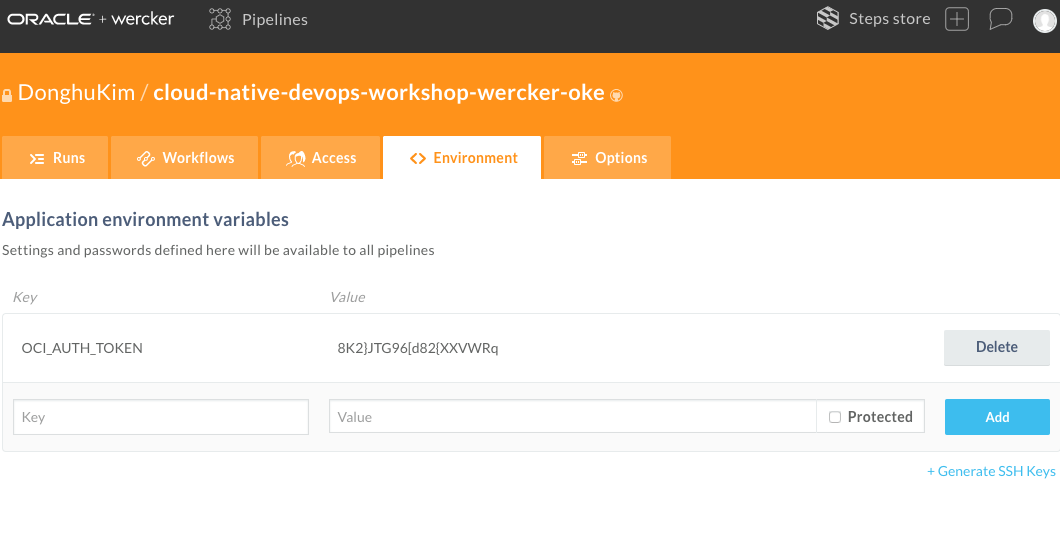 ORACLE + wercker Pipelines Steps store
DonghuKim / cloud-native-devops-workshop-wercker-oke
Runs Workflows Access Environment Options
Application environment variables
Settings and passwords defined here will be available to all pipelines
Key Value
OCI_AUTH_TOKEN 8K2}JTG96[d82{XXVWRq Delete
Key Value Protected Add
+ Generate SSH Keys